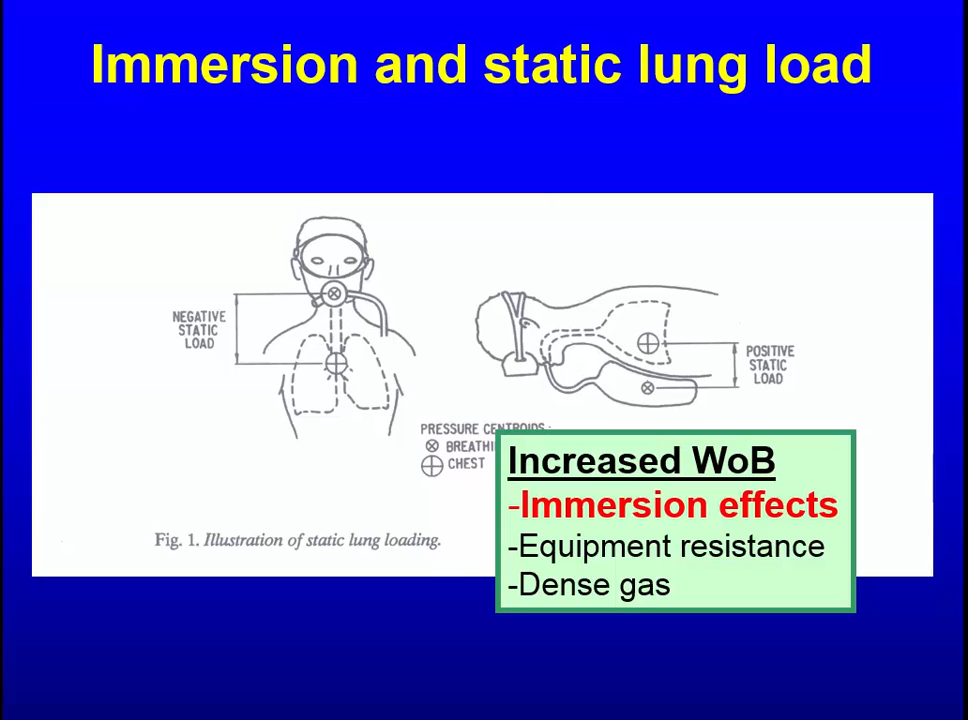 Immersion and static lung load
NEGATIVE
STATIC
LOAD
POSITIVE
STATIC
LOAD
PRESSURE CENTROIDS:
CHEST
Increased WoB
-Immersion effects
-Equipment resistance
-Dense gas
Fig. 1. Illustration of static lung loading.